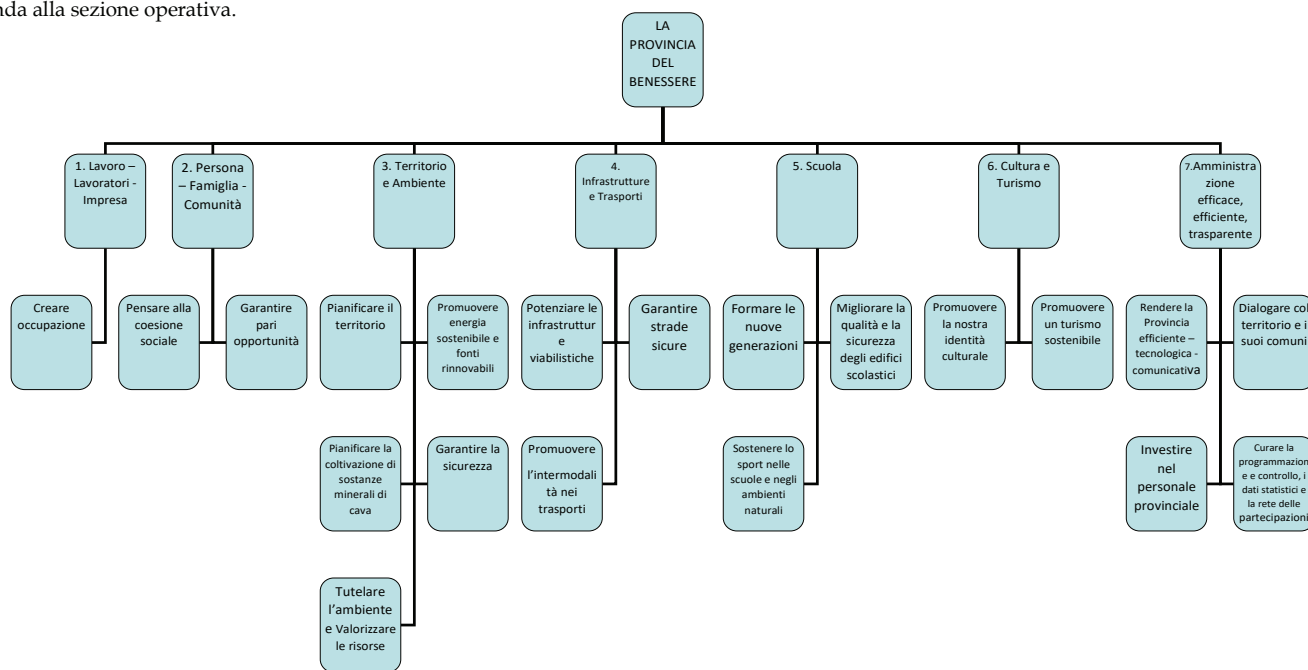 nda alla sezione operativa.
LA
PROVINCIA
DEL
BENESSERE
1. Lavoro –
Lavoratori -
Impresa
2. Persona
– Famiglia -
Comunità
3. Territorio
e Ambiente
4.
Infrastrutture
e Trasporti
5. Scuola
6. Cultura e
Turismo
7.Amministra
zione
efficace,
efficiente,
trasparente
Creare
occupazione
Pensare alla
coesione
sociale
Garantire
pari
opportunità
Pianificare il
territorio
Promuovere
energia
sostenibile e
fonti
rinnovabili
Potenziare le
infrastruttur
e
viabilistiche
Garantire
strade
sicure
Formare le
nuove
generazioni
Migliorare la
qualità e la
sicurezza
degli edifici
scolastici
Promuovere
la nostra
identità
culturale
Promuovere
un turismo
sostenibile
Rendere la
Provincia
efficiente –
tecnologica -
comunicativa
Dialogare col
territorio e i
suoi comuni
Pianificare la
coltivazione di
sostanze
minerali di
cava
Garantire la
sicurezza
Promuovere
l’intermodali
tà nei
trasporti
Sostenere lo
sport nelle
scuole e negli
ambienti
naturali
Investire
nel
personale
provinciale
Curare la
programmazion
e e controllo, i
dati statistici e
la rete delle
partecipazioni
Tutelare
l’ambiente
e Valorizzare
le risorse